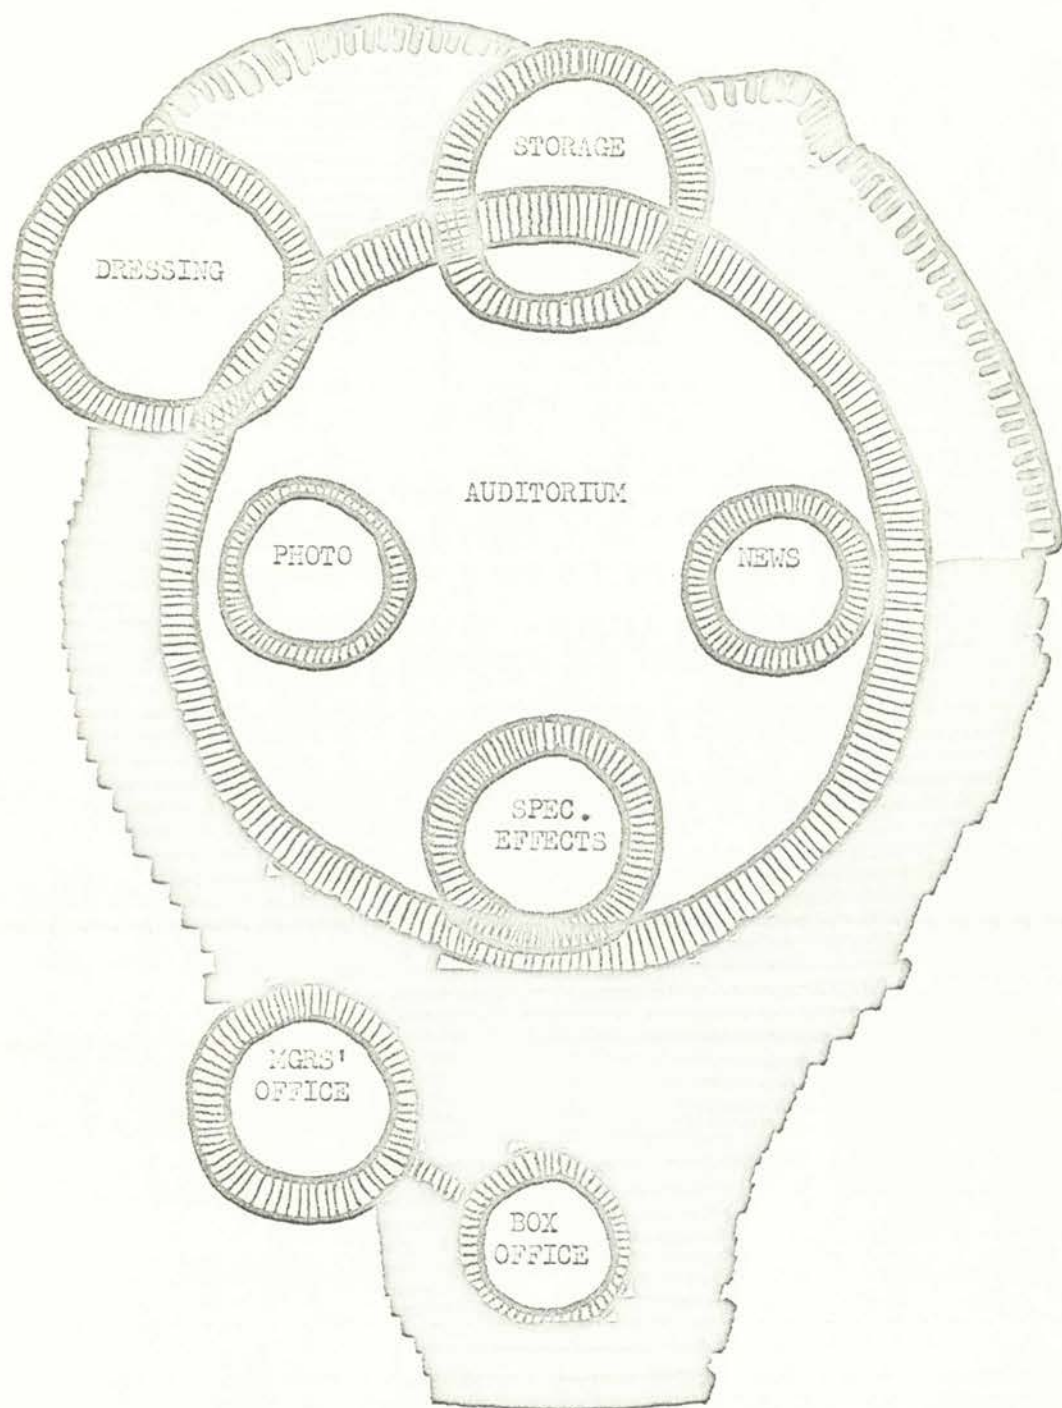 STORAGE
DRESSING
AUDITORIUM
PHOTO
NEWS
SPEC.
EFFECTS
MGRS'
OFFICE
BOX
OFFICE